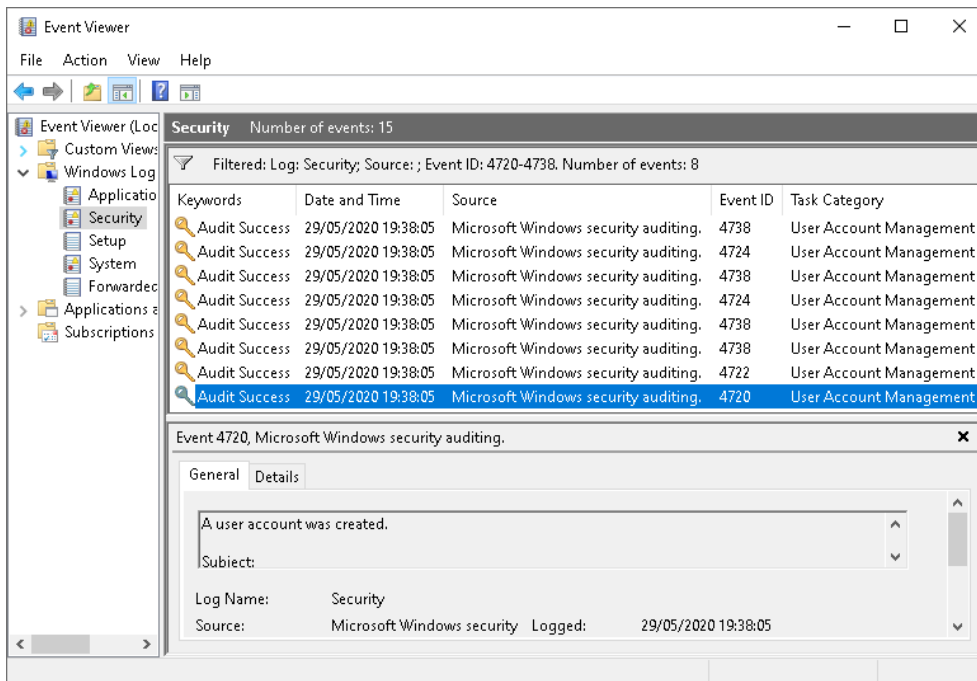 Event Viewer
File Action View Help
Event Viewer (Loc
Custom Views
Windows Log
Applicatio
Security
Setup
System
Forwarded
Applications a
Subscriptions
Security Number of events: 15
Filtered: Log: Security; Source: ; Event ID: 4720-4738. Number of events: 8
Keywords Date and Time Source Event ID Task Category
Audit Success 29/05/2020 19:38:05 Microsoft Windows security auditing. 4738 User Account Management
Audit Success 29/05/2020 19:38:05 Microsoft Windows security auditing. 4724 User Account Management
Audit Success 29/05/2020 19:38:05 Microsoft Windows security auditing. 4738 User Account Management
Audit Success 29/05/2020 19:38:05 Microsoft Windows security auditing. 4724 User Account Management
Audit Success 29/05/2020 19:38:05 Microsoft Windows security auditing. 4738 User Account Management
Audit Success 29/05/2020 19:38:05 Microsoft Windows security auditing. 4738 User Account Management
Audit Success 29/05/2020 19:38:05 Microsoft Windows security auditing. 4722 User Account Management
Audit Success 29/05/2020 19:38:05 Microsoft Windows security auditing. 4720 User Account Management
Event 4720, Microsoft Windows security auditing.
General Details
A user account was created.
Subject:
Log Name: Security
Source: Microsoft Windows security Logged: 29/05/2020 19:38:05